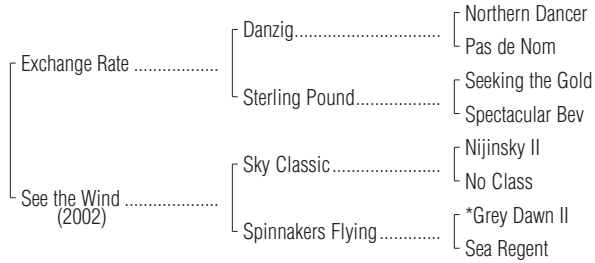 Northern Dancer
Danzig..............................
Pas de Nom
Exchange Rate .................
Seeking the Gold
Sterling Pound.................
Spectacular Bev
Nijinsky II
Sky Classic......................
No Class
See the Wind ...................
(2002)
*Grey Dawn II
Spinnakers Flying............
Sea Regent